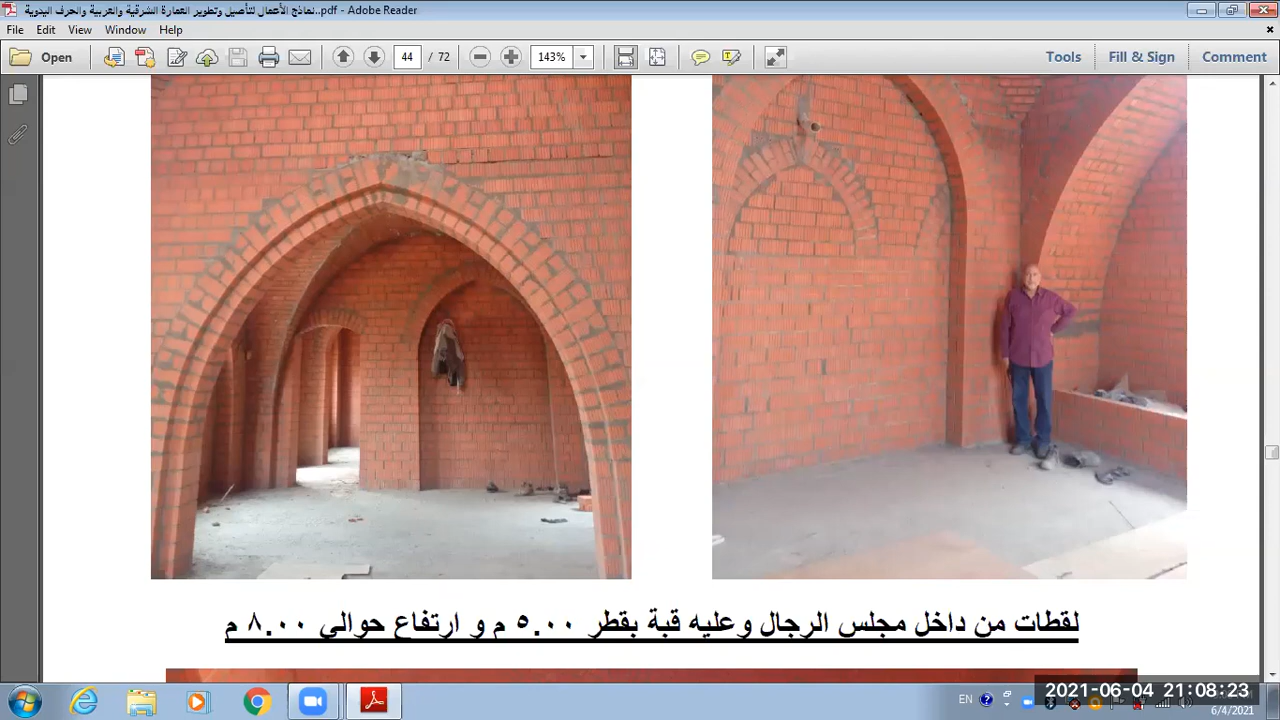 نماذج الأعمال لتأصيل وتطوير العمارة الشرقية والعربية والحرف اليدوية..pdf - Adobe Reader
File Edit View Window Help
Open 44 / 72 143% Tools Fill & Sign Comment
لقطات من داخل مجلس الرجال وعليه قبة بقطر ٥.٠٠ م و ارتفاع حوالي ٨.٠٠ م
EN 2021-06-04 21:08:23
6/4/2021